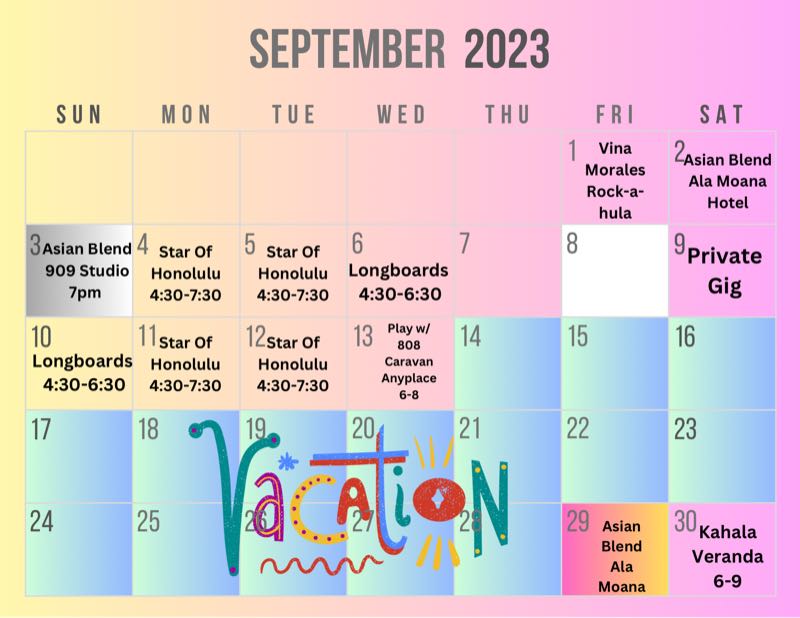 SEPTEMBER 2023
SUN MON TUE WED THU FRI SAT
1 Vina
Morales
Rock-a-
hula
2 Asian Blend
Ala Moana
Hotel
3 Asian Blend
909 Studio
7pm
4 Star Of
Honolulu
4:30-7:30
5 Star Of
Honolulu
4:30-7:30
6
Longboards
4:30-6:30
7
8
9 Private
Gig
10
Longboards
4:30-6:30
11 Star Of
Honolulu
4:30-7:30
12 Star Of
Honolulu
4:30-7:30
13 Play w/
808
Caravan
Anyplace
6-8
14
15
16
17
18
19
20
21
22
23
VACATiON
24
25
26
27
28
29 Asian
Blend
Ala
Moana
30 Kahala
Veranda
6-9